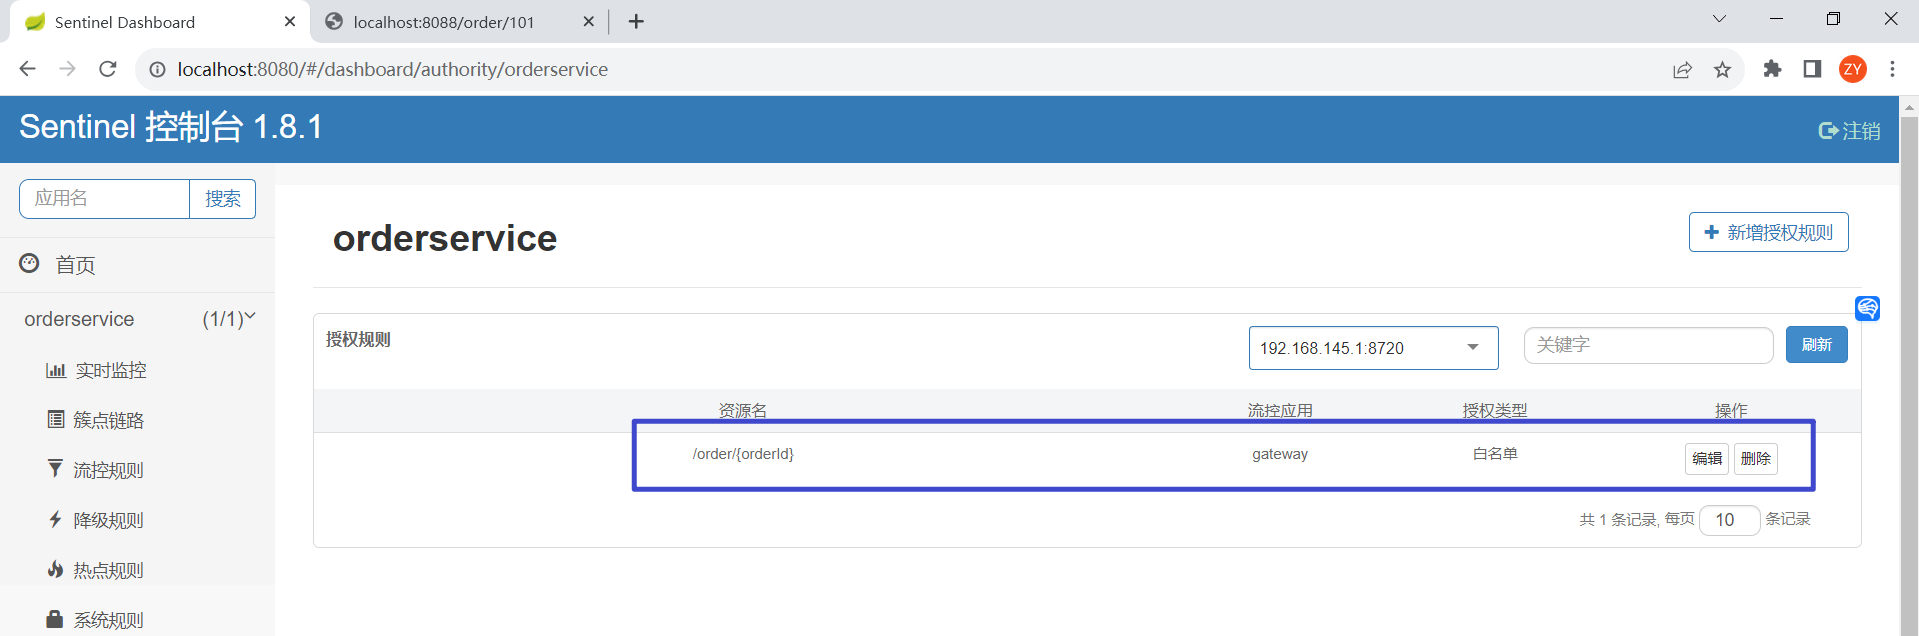 Sentinel Dashboard
localhost:8088/order/101
localhost:8080/#/dashboard/authority/orderservice
ZY
Sentinel 控制台 1.8.1
注销
应用名
搜索
orderservice
新增授权规则
首页
orderservice (1/1)
授权规则
192.168.145.1:8720
关键字
刷新
实时监控
资源名 流控应用 授权类型 操作
簇点链路
/order/{orderId} gateway 白名单 编辑 删除
流控规则
共 1 条记录, 每页 10 条记录
降级规则
热点规则
系统规则